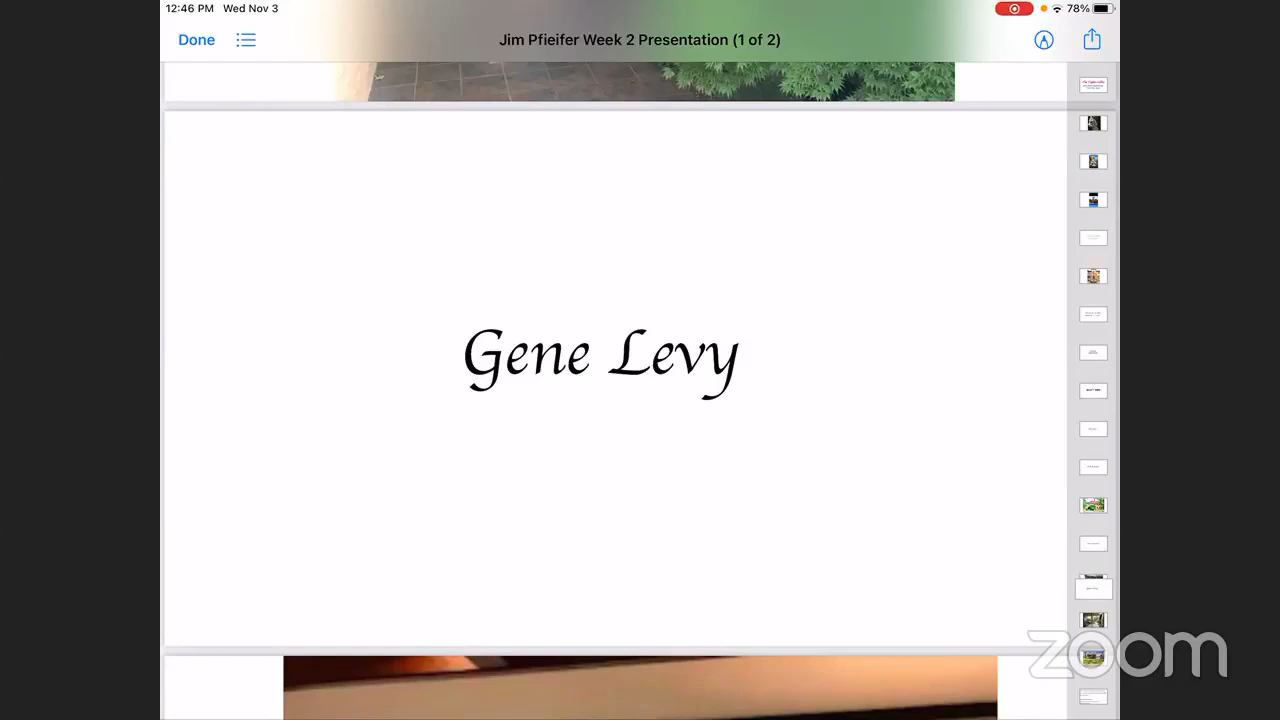 12:46 PM Wed Nov 3
78%
Done
Jim Pfieifer Week 2 Presentation (1 of 2)
Gene Levy
zoom